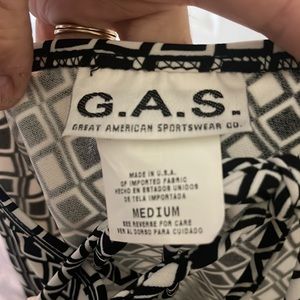 G.A.S.
GREAT AMERICAN SPORTSWEAR CO.
MADE IN U.S.A.
OF IMPORTED FABRIC
HECHO EN ESTADOS UNIDOS
DE TELA IMPORTADA
MEDIUM
SEE REVERSE FOR CARE
VER AL DORSO PARA CUIDADO